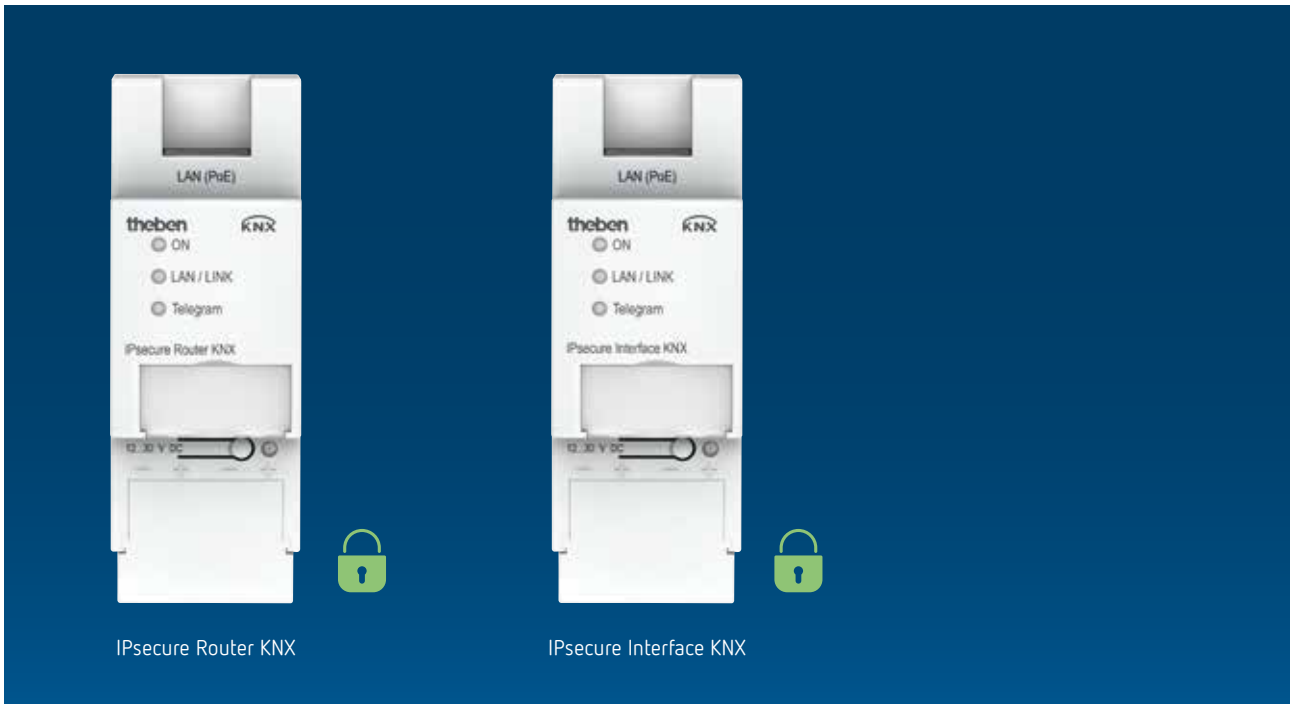 LAN (PoE)
theben KNX
ON
LAN / LINK
Telegram
IPsecure Router KNX
12...30 V DC
- + - +
IPsecure Router KNX
LAN (PoE)
theben KNX
ON
LAN / LINK
Telegram
IPsecure Interface KNX
12...30 V DC
- + - +
IPsecure Interface KNX